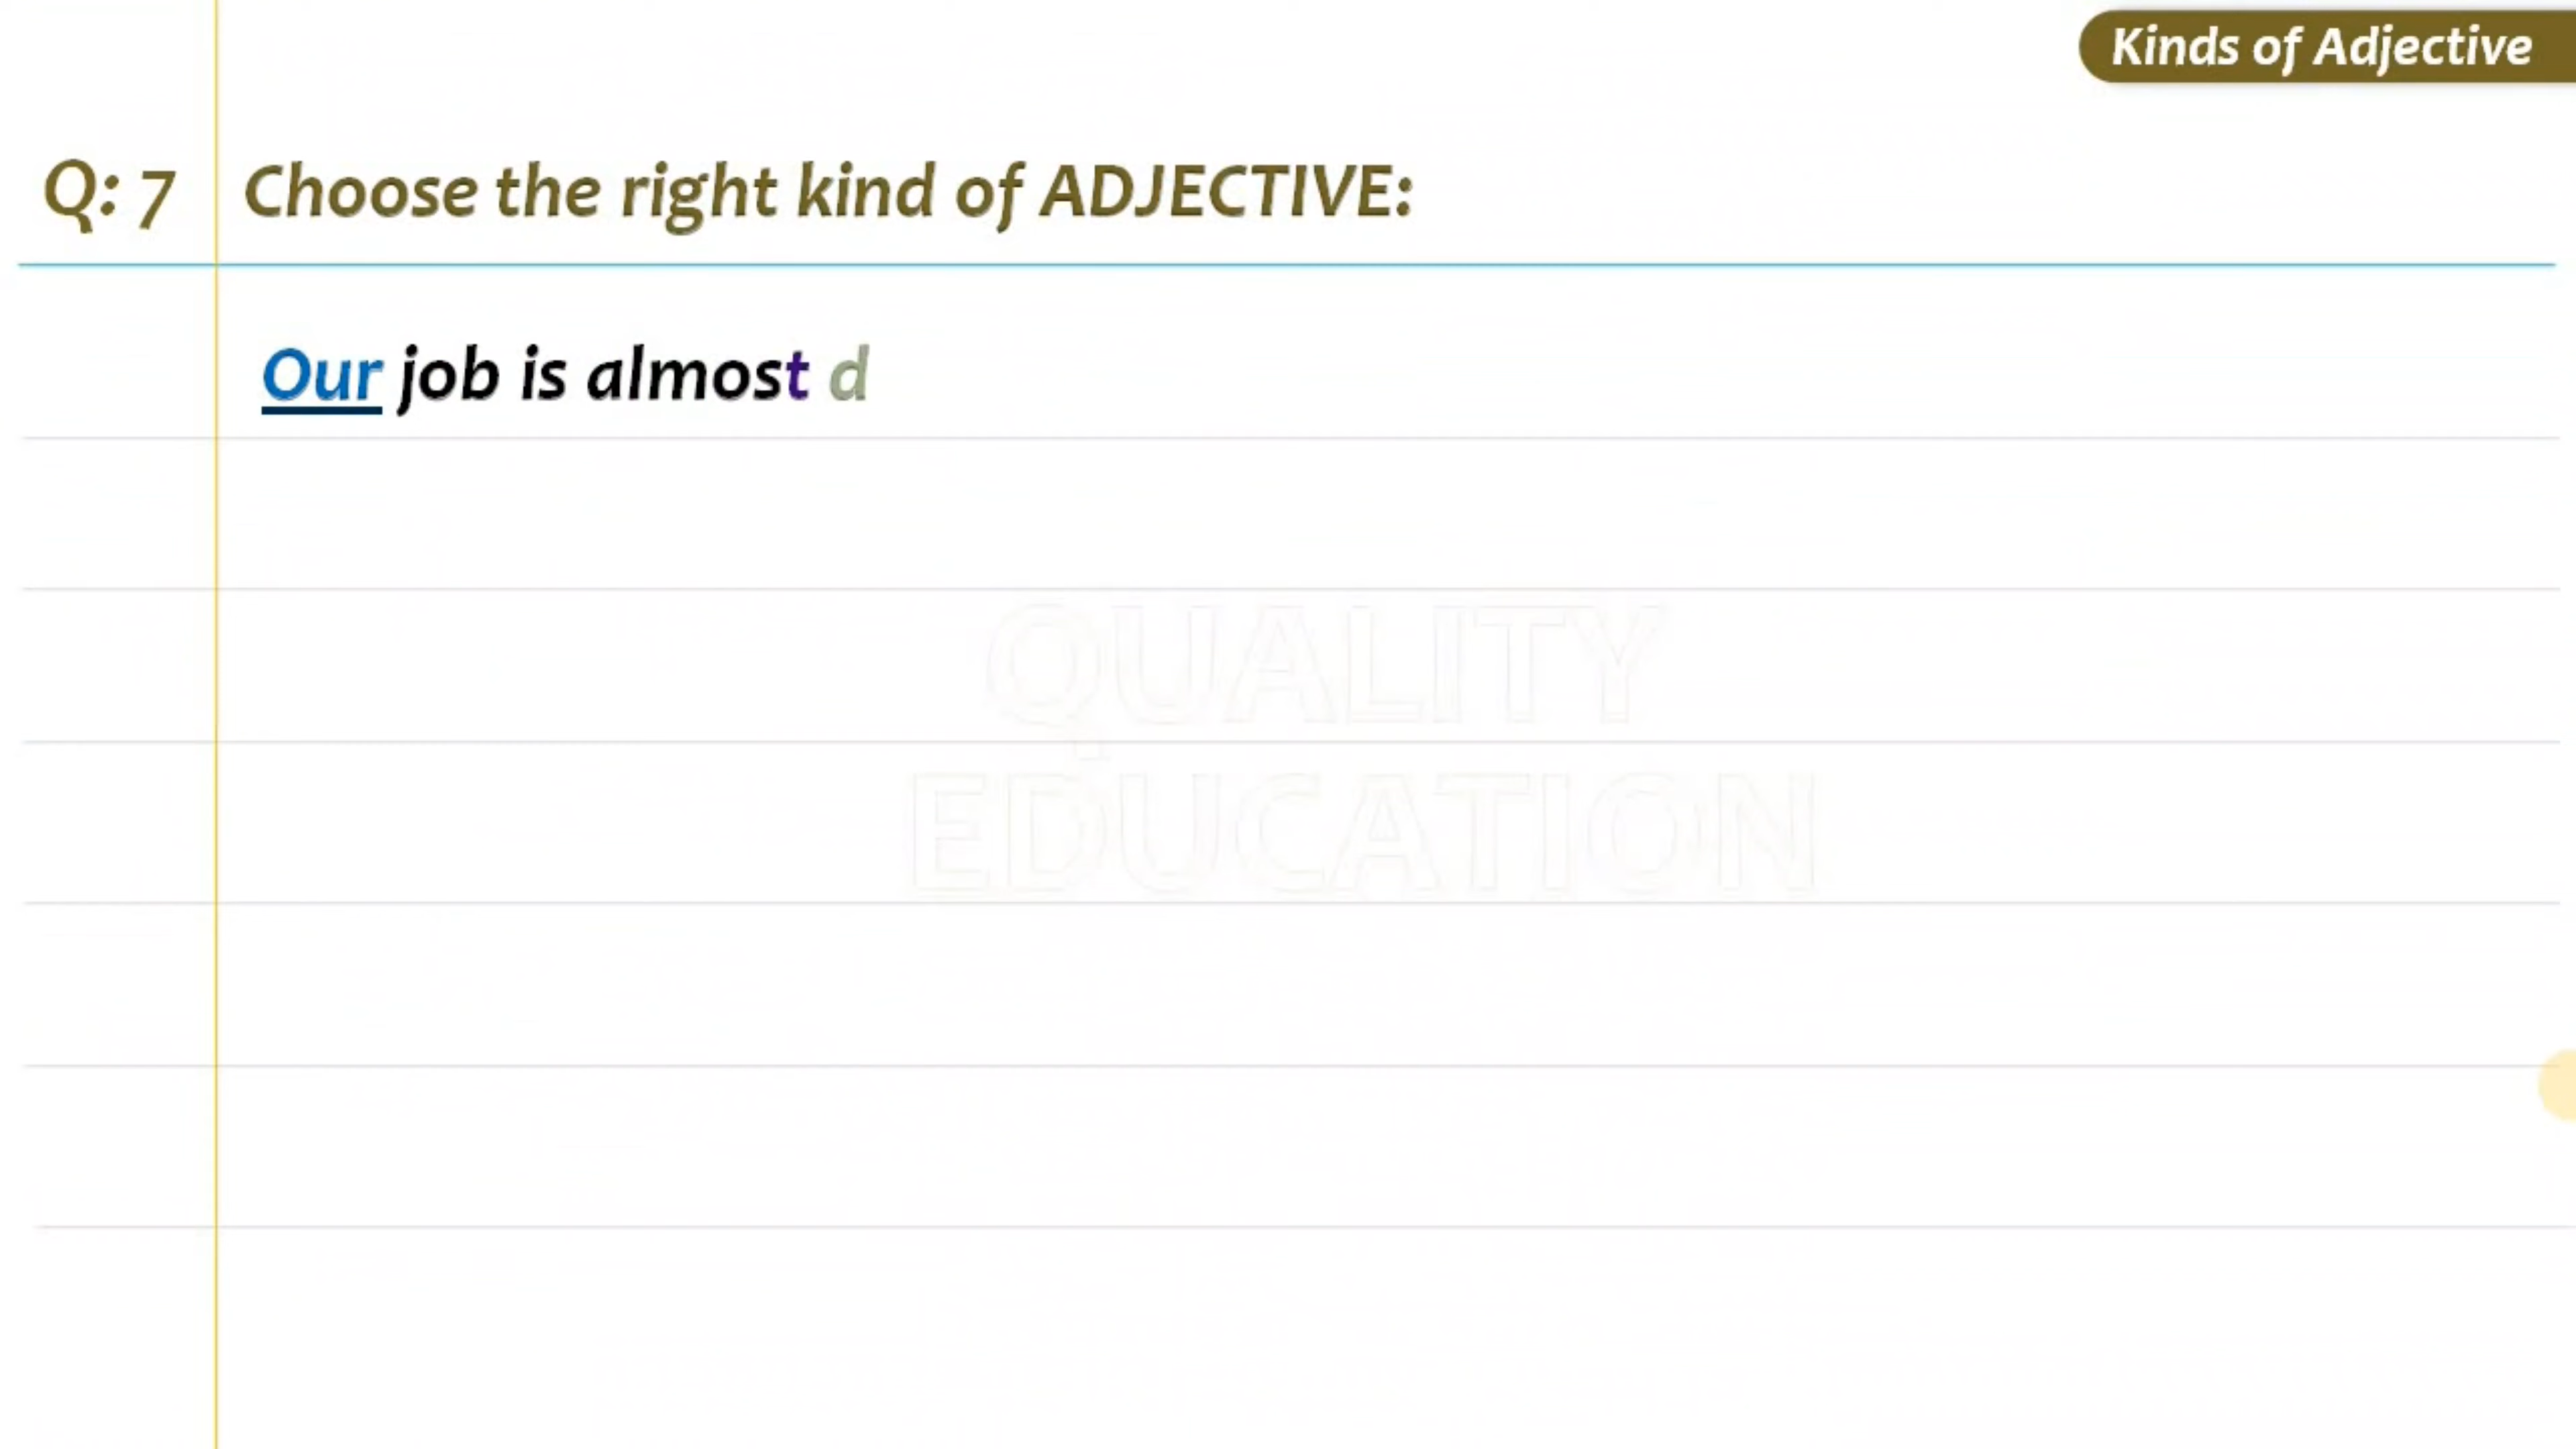 Kinds of Adjective
Q: 7 Choose the right kind of ADJECTIVE:
Our job is almost d
QUALITY
EDUCATION